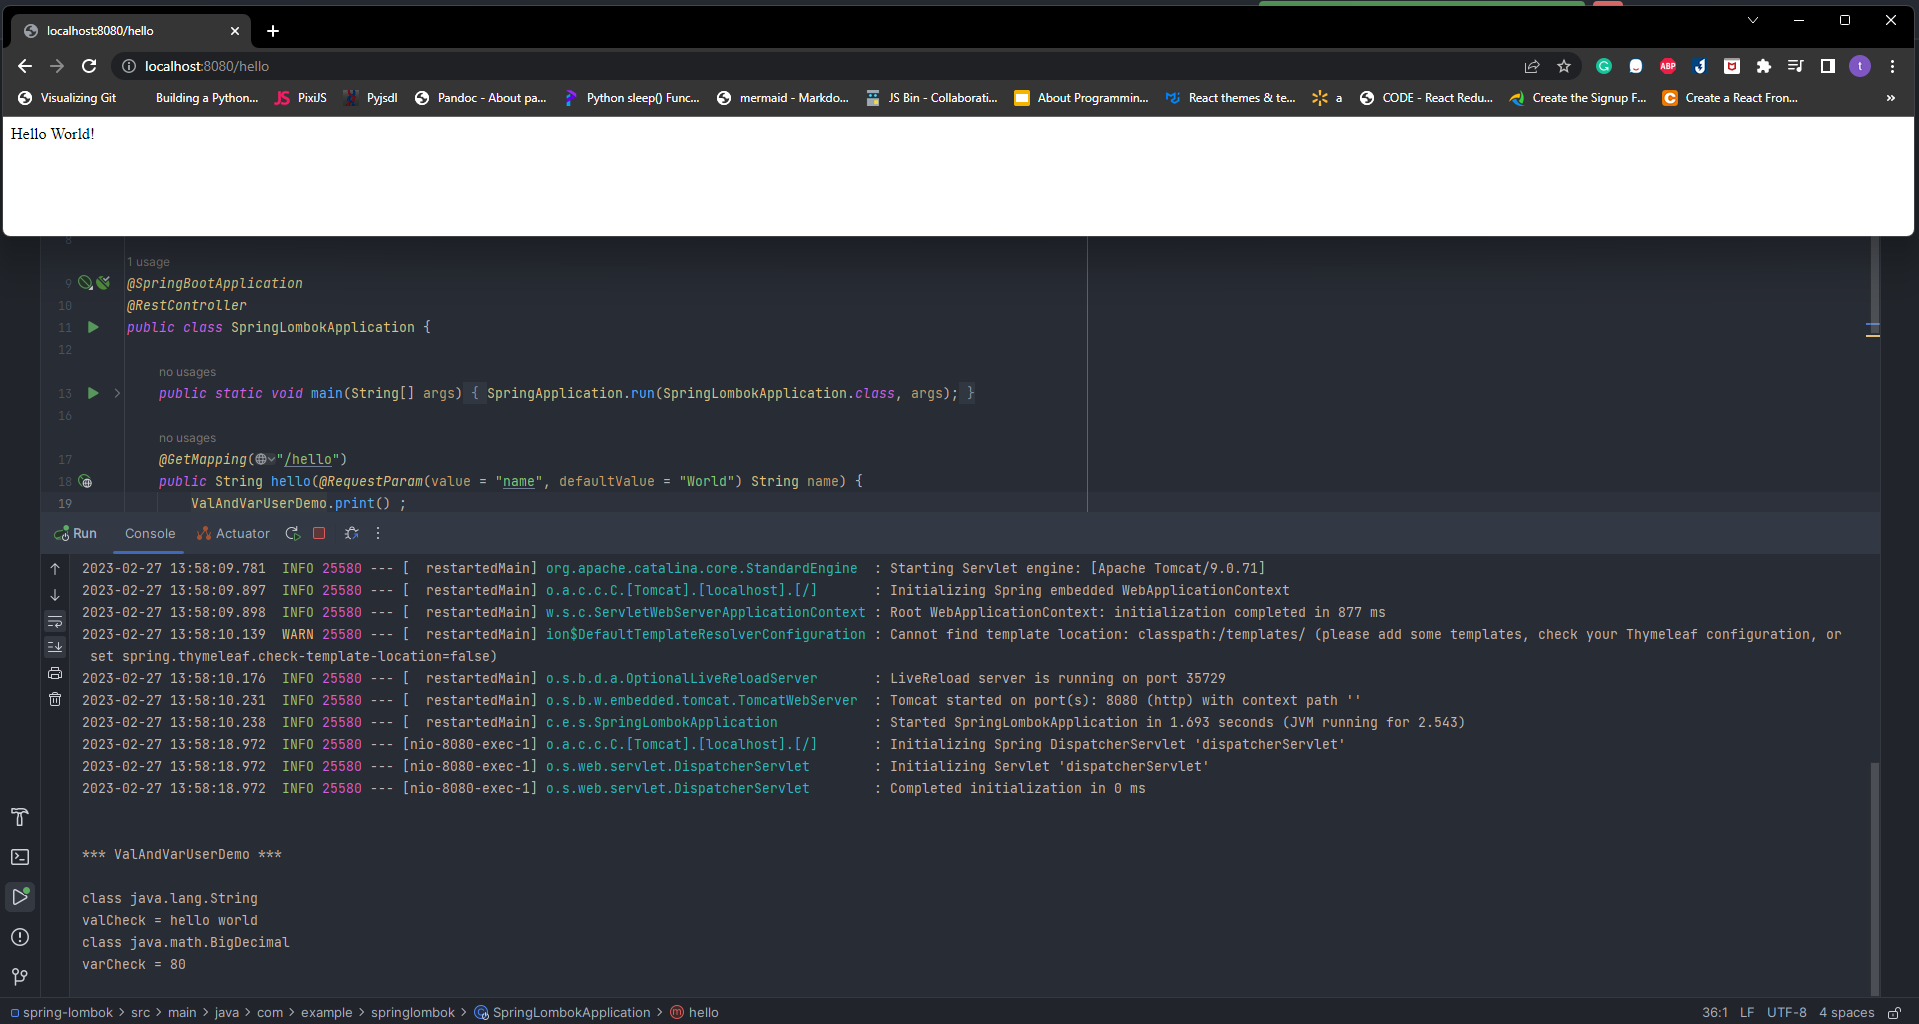 localhost:8080/hello
localhost:8080/hello
ABP
t
Visualizing Git
Building a Python...
JS PixiJS
Pyjsdl
Pandoc - About pa...
Python sleep() Func...
mermaid - Markdo...
JS Bin - Collaborati...
About Programmin...
React themes & te...
a
CODE - React Redu...
Create the Signup F...
Create a React Fron...
»
Hello World!
8
1 usage
9 @SpringBootApplication
10 @RestController
11 public class SpringLombokApplication {
12
no usages
13 public static void main(String[] args) { SpringApplication.run(SpringLombokApplication.class, args); }
16
no usages
17 @GetMapping("/hello")
18 public String hello(@RequestParam(value = "name", defaultValue = "World") String name) {
19 ValAndVarUserDemo.print() ;
Run Console Actuator
2023-02-27 13:58:09.781  INFO 25580 --- [  restartedMain] org.apache.catalina.core.StandardEngine  : Starting Servlet engine: [Apache Tomcat/9.0.71]
2023-02-27 13:58:09.897  INFO 25580 --- [  restartedMain] o.a.c.c.C.[Tomcat].[localhost].[/]       : Initializing Spring embedded WebApplicationContext
2023-02-27 13:58:09.898  INFO 25580 --- [  restartedMain] w.s.c.ServletWebServerApplicationContext : Root WebApplicationContext: initialization completed in 877 ms
2023-02-27 13:58:10.139  WARN 25580 --- [  restartedMain] ion$DefaultTemplateResolverConfiguration : Cannot find template location: classpath:/templates/ (please add some templates, check your Thymeleaf configuration, or
set spring.thymeleaf.check-template-location=false)
2023-02-27 13:58:10.176  INFO 25580 --- [  restartedMain] o.s.b.d.a.OptionalLiveReloadServer       : LiveReload server is running on port 35729
2023-02-27 13:58:10.231  INFO 25580 --- [  restartedMain] o.s.b.w.embedded.tomcat.TomcatWebServer  : Tomcat started on port(s): 8080 (http) with context path ''
2023-02-27 13:58:10.238  INFO 25580 --- [  restartedMain] c.e.s.SpringLombokApplication            : Started SpringLombokApplication in 1.693 seconds (JVM running for 2.543)
2023-02-27 13:58:18.972  INFO 25580 --- [nio-8080-exec-1] o.a.c.c.C.[Tomcat].[localhost].[/]       : Initializing Spring DispatcherServlet 'dispatcherServlet'
2023-02-27 13:58:18.972  INFO 25580 --- [nio-8080-exec-1] o.s.web.servlet.DispatcherServlet        : Initializing Servlet 'dispatcherServlet'
2023-02-27 13:58:18.972  INFO 25580 --- [nio-8080-exec-1] o.s.web.servlet.DispatcherServlet        : Completed initialization in 0 ms
*** ValAndVarUserDemo ***
class java.lang.String
valCheck = hello world
class java.math.BigDecimal
varCheck = 80
spring-lombok > src > main > java > com > example > springlombok > SpringLombokApplication > hello
36:1 LF UTF-8 4 spaces